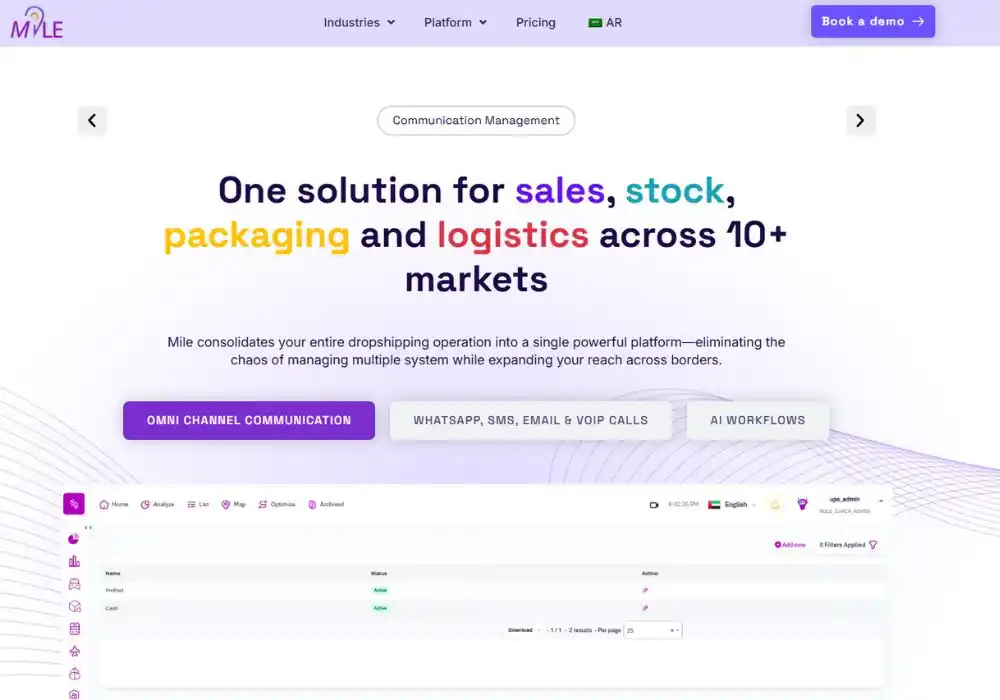 MILE
Industries
Platform
Pricing
AR
Book a demo →
Communication Management
One solution for sales, stock,
packaging and logistics across 10+
markets
Mile consolidates your entire dropshipping operation into a single powerful platform—eliminating the
chaos of managing multiple system while expanding your reach across borders.
OMNI CHANNEL COMMUNICATION
WHATSAPP, SMS, EMAIL & VOIP CALLS
AI WORKFLOWS
Home Analyze List Map Optimize Archived
English
ups_admin
Add new
0 Filters Applied
Name Status Action
Active
Active
Download - 1 / 1 - 2 results - Per page 25